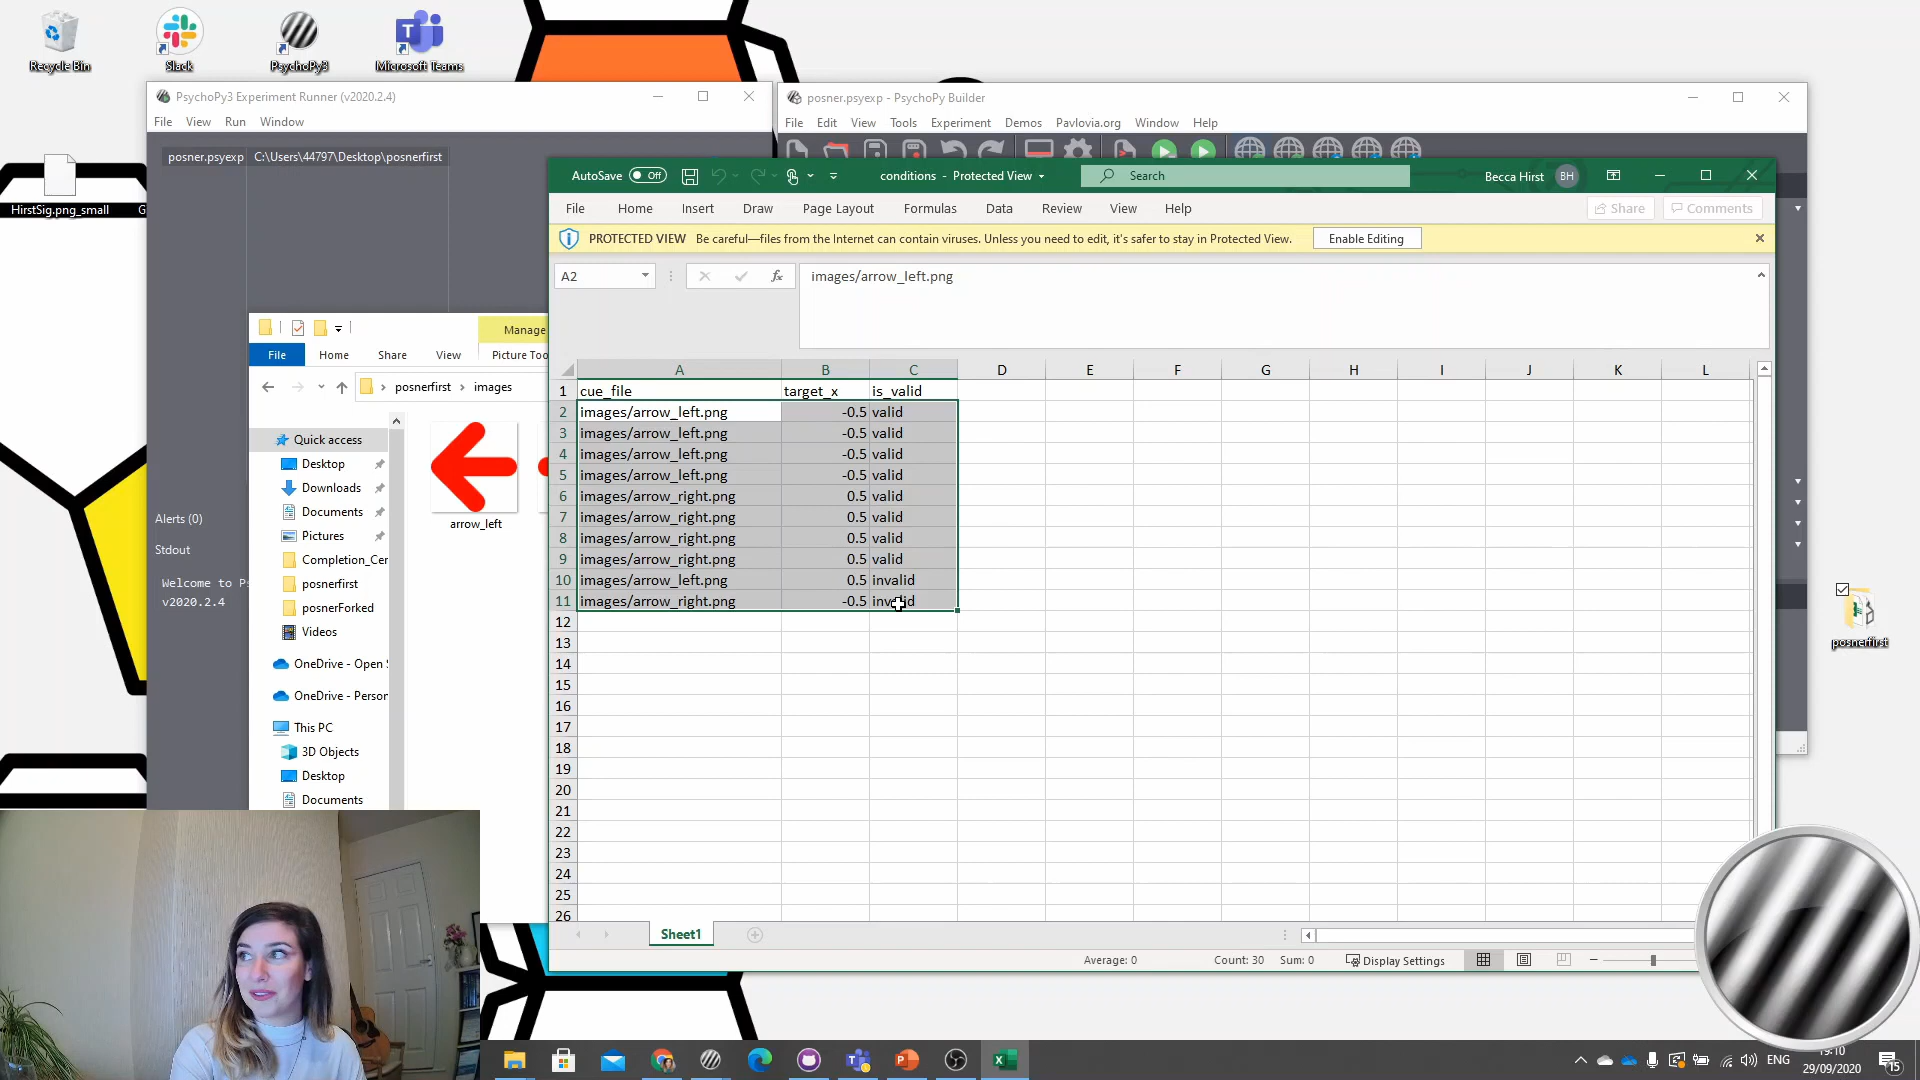 Recycle Bin
Slack
PsychoPy3
Microsoft Teams
HirstSig.png_small
G
PsychoPy3 Experiment Runner (v2020.2.4)
File View Run Window
posner.psyexp C:\Users\44797\Desktop\posnerfirst
Alerts (0)
Stdout
Welcome to Ps
v2020.2.4
posner.psyexp - PsychoPy Builder
File Edit View Tools Experiment Demos Pavlovia.org Window Help
AutoSave Off
conditions - Protected View
Search
Becca Hirst BH
File Home Insert Draw Page Layout Formulas Data Review View Help
Share
Comments
PROTECTED VIEW Be careful—files from the Internet can contain viruses. Unless you need to edit, it's safer to stay in Protected View.
Enable Editing
A2
fx
images/arrow_left.png
A B C D E F G H I J K L
1 cue_file target_x is_valid
2 images/arrow_left.png -0.5 valid
3 images/arrow_left.png -0.5 valid
4 images/arrow_left.png -0.5 valid
5 images/arrow_left.png -0.5 valid
6 images/arrow_right.png 0.5 valid
7 images/arrow_right.png 0.5 valid
8 images/arrow_right.png 0.5 valid
9 images/arrow_right.png 0.5 valid
10 images/arrow_left.png 0.5 invalid
11 images/arrow_right.png -0.5 invalid
12
13
14
15
16
17
18
19
20
21
22
23
24
25
26
Sheet1
Average: 0 Count: 30 Sum: 0 Display Settings
Manage
File Home Share View Picture Too
posnerfirst > images
Quick access
Desktop
Downloads
Documents
Pictures
Completion_Cer
posnerfirst
posnerForked
Videos
OneDrive - Open S
OneDrive - Person
This PC
3D Objects
Desktop
Documents
arrow_left
posnerfirst
ENG
19:10
29/09/2020
15